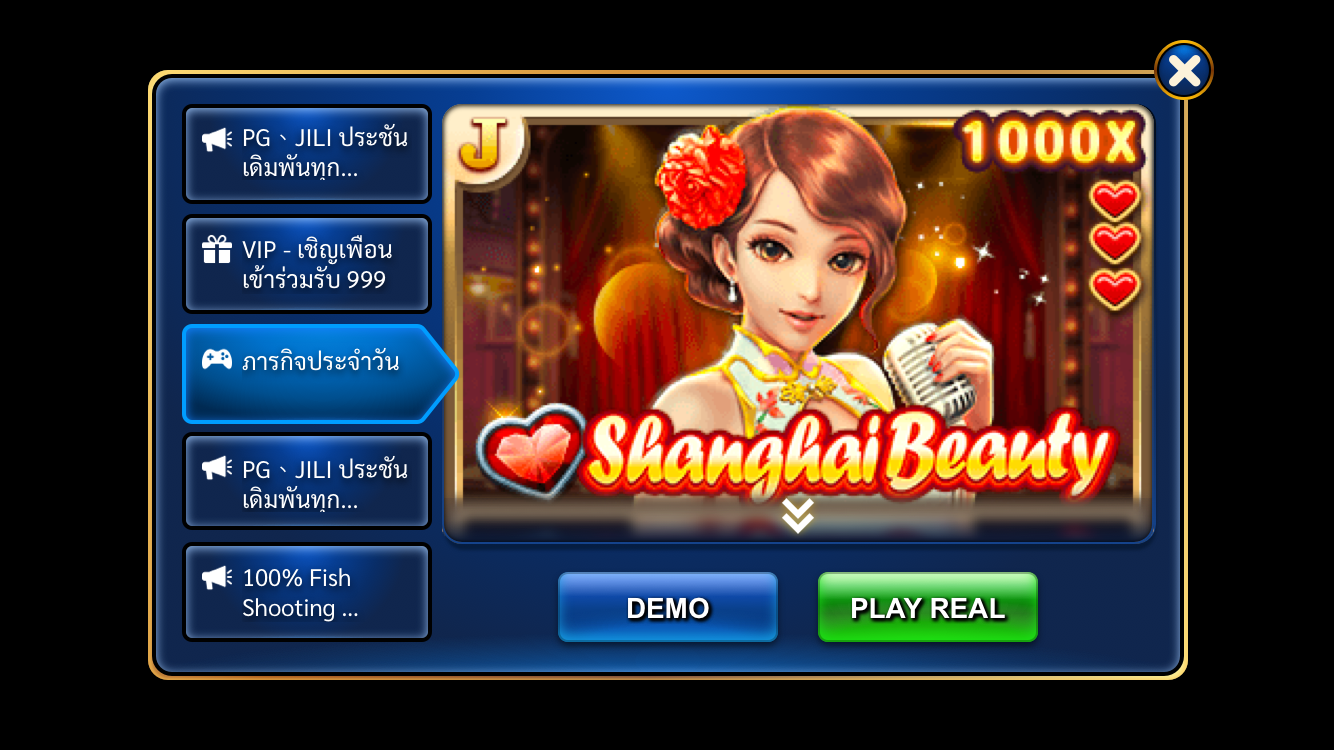 PG、JILI ประชัน
เดิมพันทุก...
VIP - เชิญเพื่อน
เข้าร่วมรับ 999
ภารกิจประจำวัน
PG、JILI ประชัน
เดิมพันทุก...
100% Fish
Shooting ...
J
1000X
Shanghai Beauty
DEMO
PLAY REAL